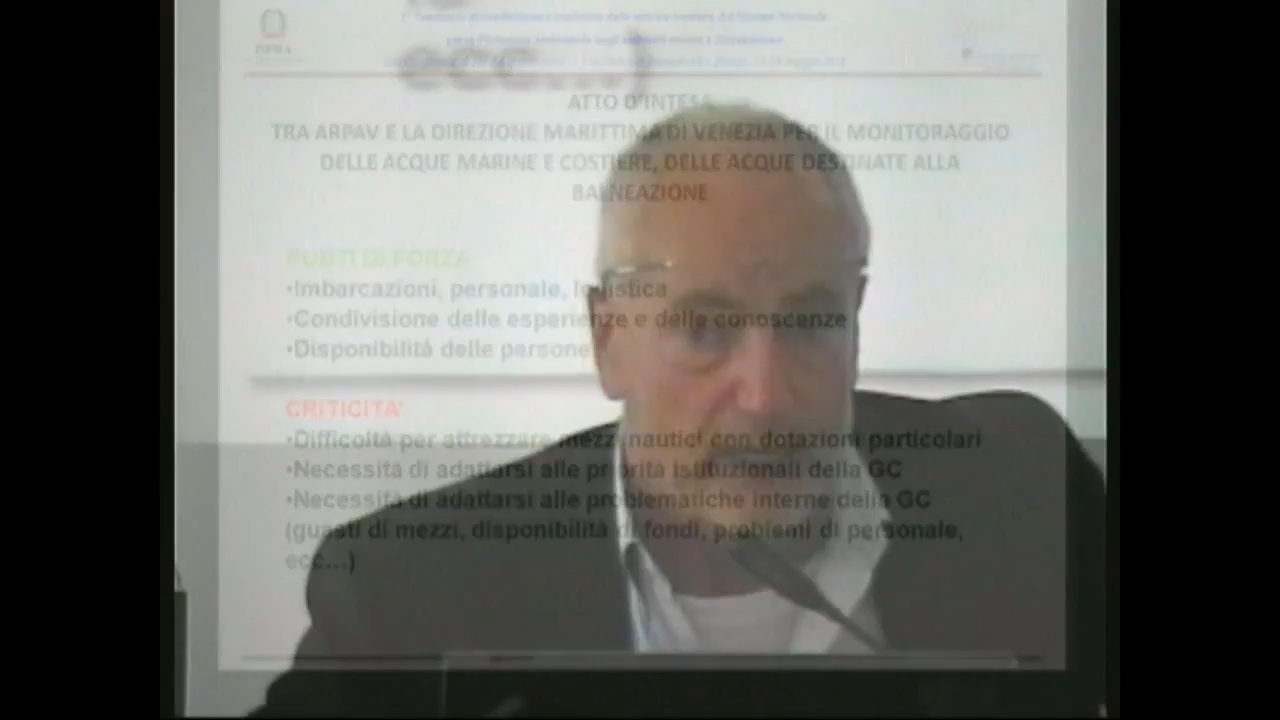 ecc...)
ISPRA
ATTO D'INTESA
TRA ARPAV E LA DIREZIONE MARITTIMA DI VENEZIA PER IL MONITORAGGIO
DELLE ACQUE MARINE E COSTIERE, DELLE ACQUE DESTINATE ALLA
BALNEAZIONE
PUNTI DI FORZA
•Imbarcazioni, personale, logistica
•Condivisione delle esperienze e delle conoscenze
•Disponibilità delle persone
CRITICITA'
•Difficoltà per attrezzare mezzi nautici con dotazioni particolari
•Necessità di adattarsi alle priorità istituzionali della GC
•Necessità di adattarsi alle problematiche interne della GC
(guasti di mezzi, disponibilità di fondi, problemi di personale,
ecc...)